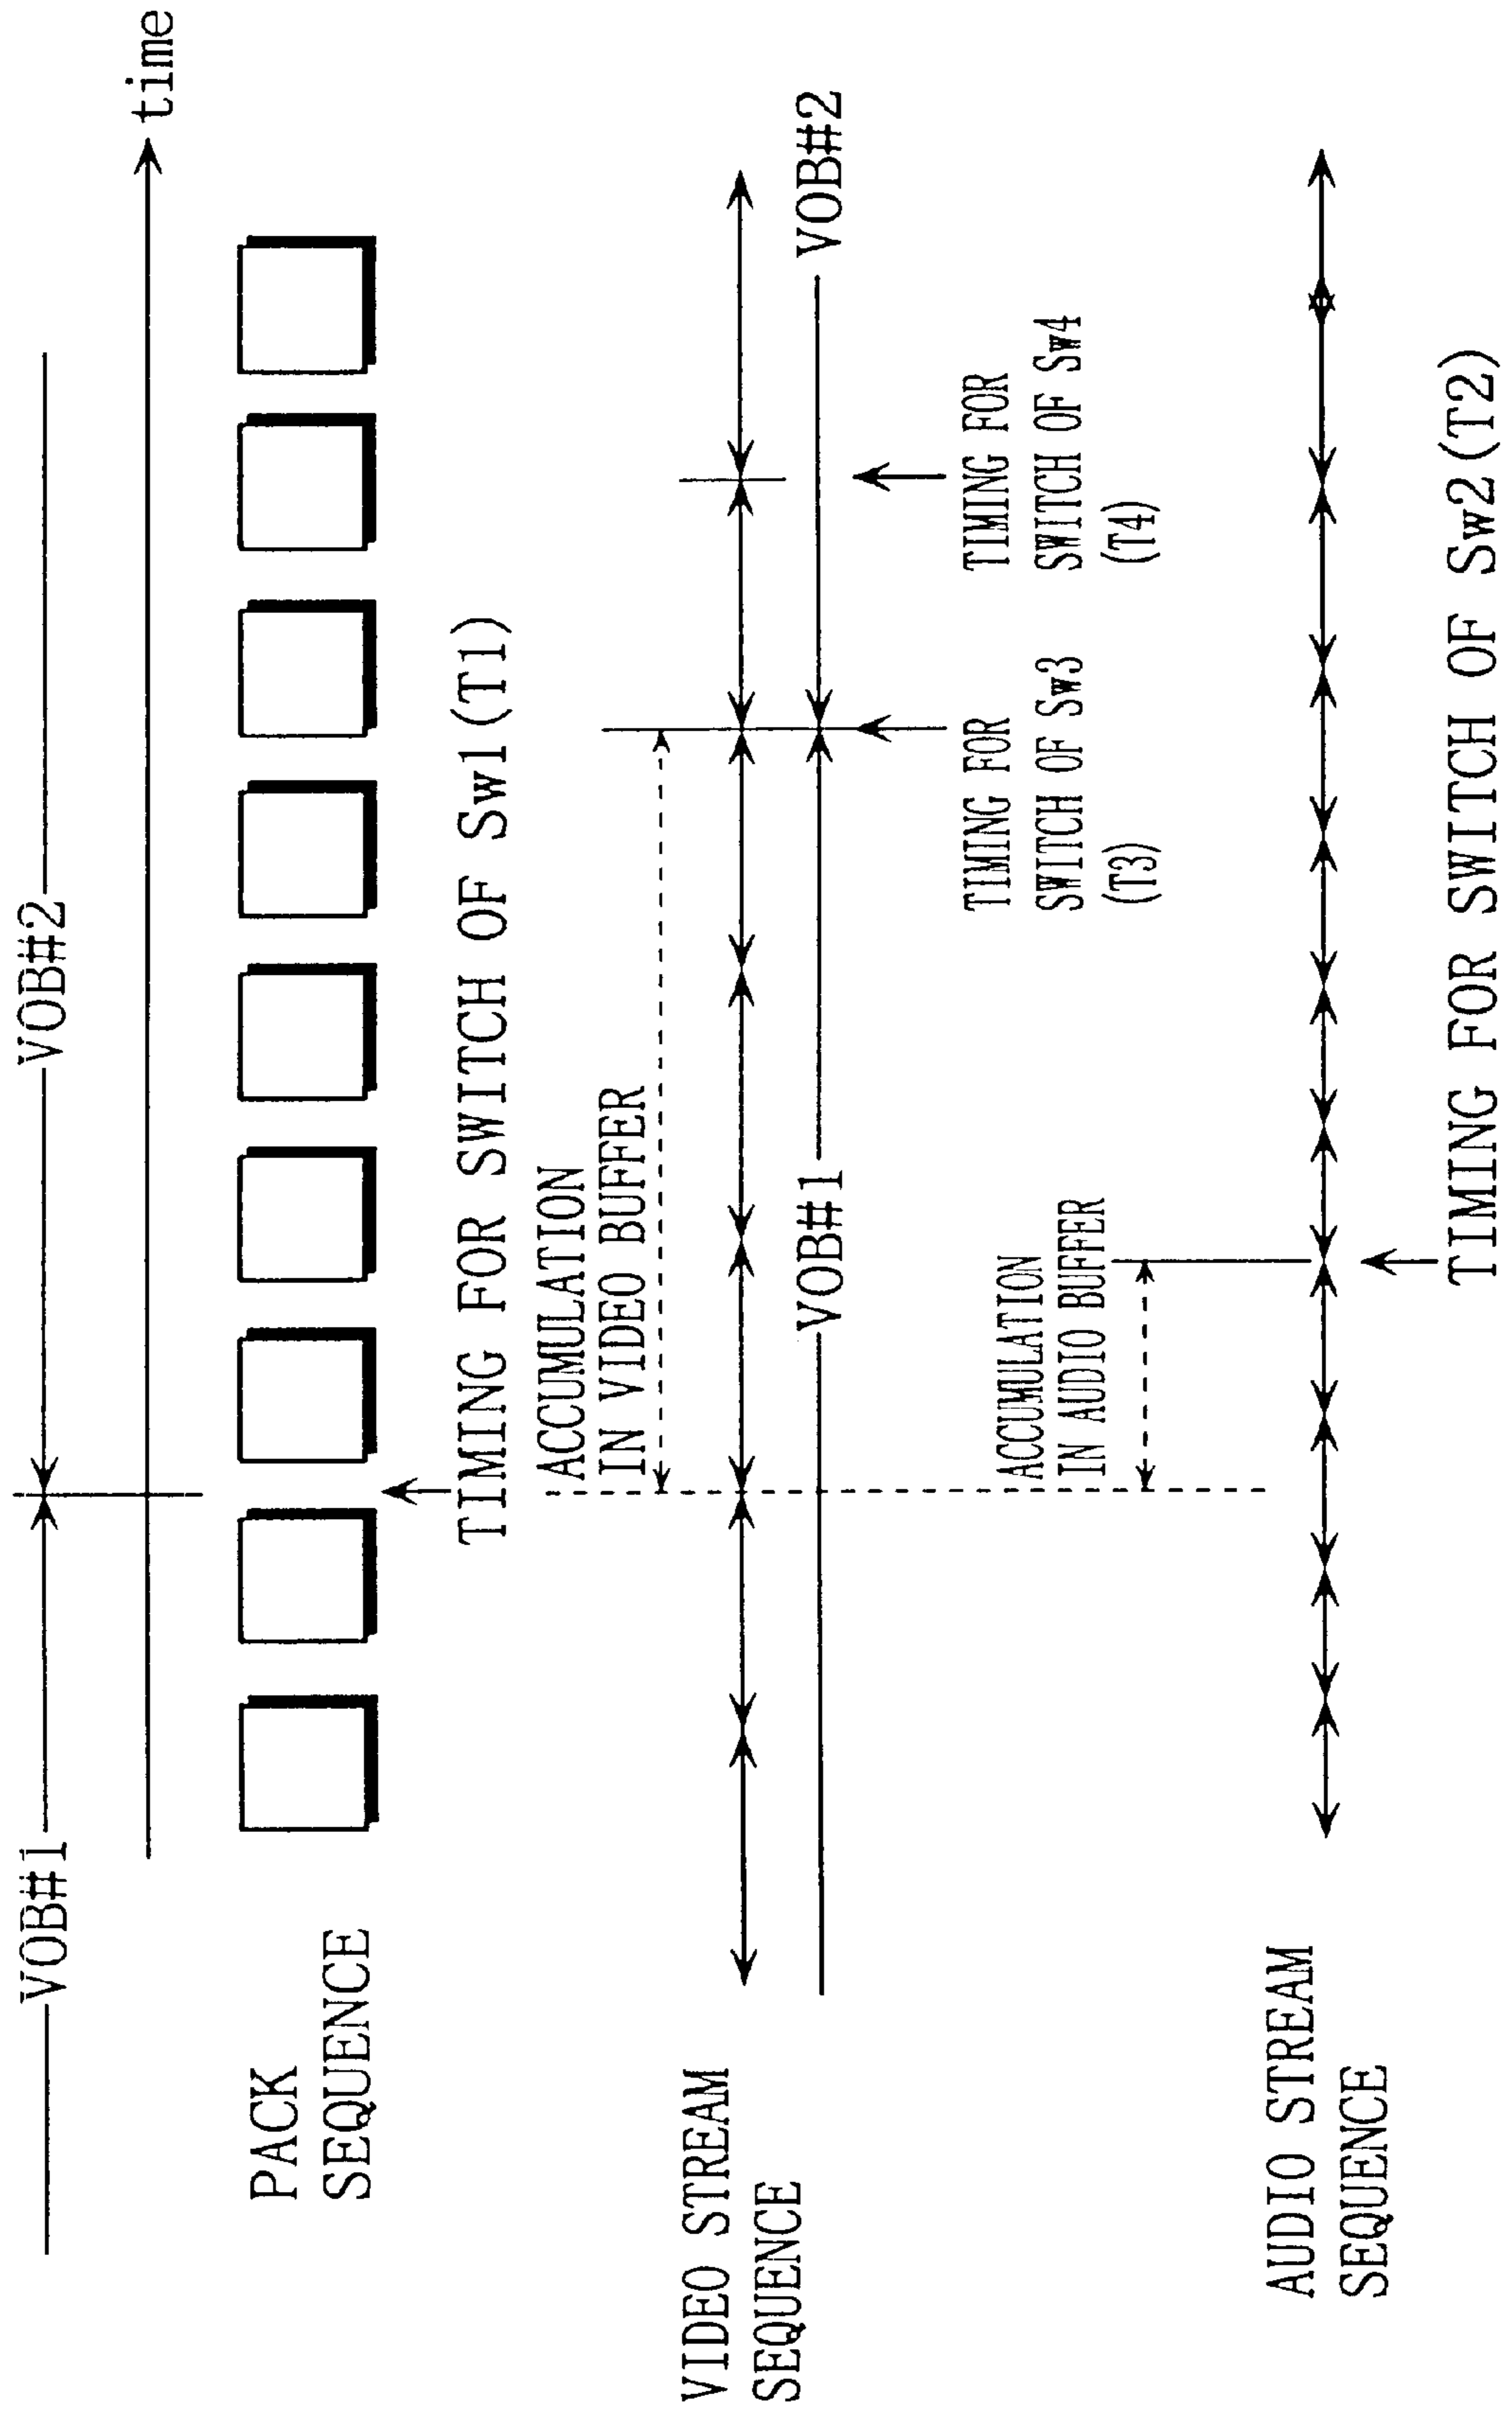 VOB#1
VOB#2
time
PACK
SEQUENCE
TIMING FOR SWITCH OF Sw1(T1)
ACCUMULATION
IN VIDEO BUFFER
VIDEO STREAM
SEQUENCE
VOB#1
VOB#2
TIMING FOR
SWITCH OF Sw3
(T3)
TIMING FOR
SWITCH OF Sw4
(T4)
ACCUMULATION
IN AUDIO BUFFER
AUDIO STREAM
SEQUENCE
TIMING FOR SWITCH OF Sw2(T2)